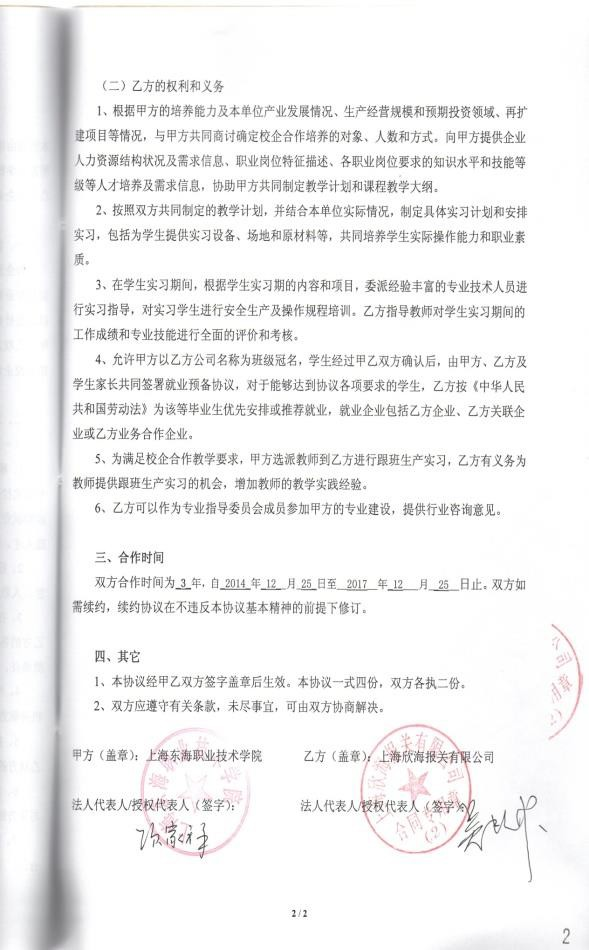 （二）乙方的权利和义务
1、根据甲方的培养能力及本单位产业发展情况、生产经营规模和预期投资领域、再扩
建项目等情况，与甲方共同商讨确定校企合作培养的对象、人数和方式。向甲方提供企业
人力资源结构状况及需求信息、职业岗位特征描述、各职业岗位要求的知识水平和技能等
级等人才培养及需求信息，协助甲方共同制定教学计划和课程教学大纲。
2、按照双方共同制定的教学计划，并结合本单位实际情况，制定具体实习计划和安排
实习，包括为学生提供实习设备、场地和原材料等，共同培养学生实际操作能力和职业素
质。
3、在学生实习期间，根据学生实习期的内容和项目，委派经验丰富的专业技术人员进
行实习指导，对实习学生进行安全生产及操作规程培训。乙方指导教师对学生实习期间的
工作成绩和专业技能进行全面的评价和考核。
4、允许甲方以乙方公司名称为班级冠名，学生经过甲乙双方确认后，由甲方、乙方及
学生家长共同签署就业预备协议，对于能够达到协议各项要求的学生，乙方按《中华人民
共和国劳动法》为该等毕业生优先安排或推荐就业，就业企业包括乙方企业、乙方关联企
业或乙方业务合作企业。
5、为满足校企合作教学要求，甲方选派教师到乙方进行跟班生产实习，乙方有义务为
教师提供跟班生产实习的机会，增加教师的教学实践经验。
6、乙方可以作为专业指导委员会成员参加甲方的专业建设，提供行业咨询意见。
三、合作时间
双方合作时间为 3 年，自 2014 年 12 月 25 日至 2017 年 12 月 25 日止。双方如
需续约，续约协议在不违反本协议基本精神的前提下修订。
四、其它
1、本协议经甲乙双方签字盖章后生效。本协议一式四份，双方各执二份。
2、双方应遵守有关条款，未尽事宜，可由双方协商解决。
甲方（盖章）：上海东海职业技术学院 乙方（盖章）：上海欣海报关有限公司
法人代表人/授权代表人（签字）： 法人代表人/授权代表人（签字）：
上海欣海报关有限公司
合同专用章
(2)
2 / 2
2